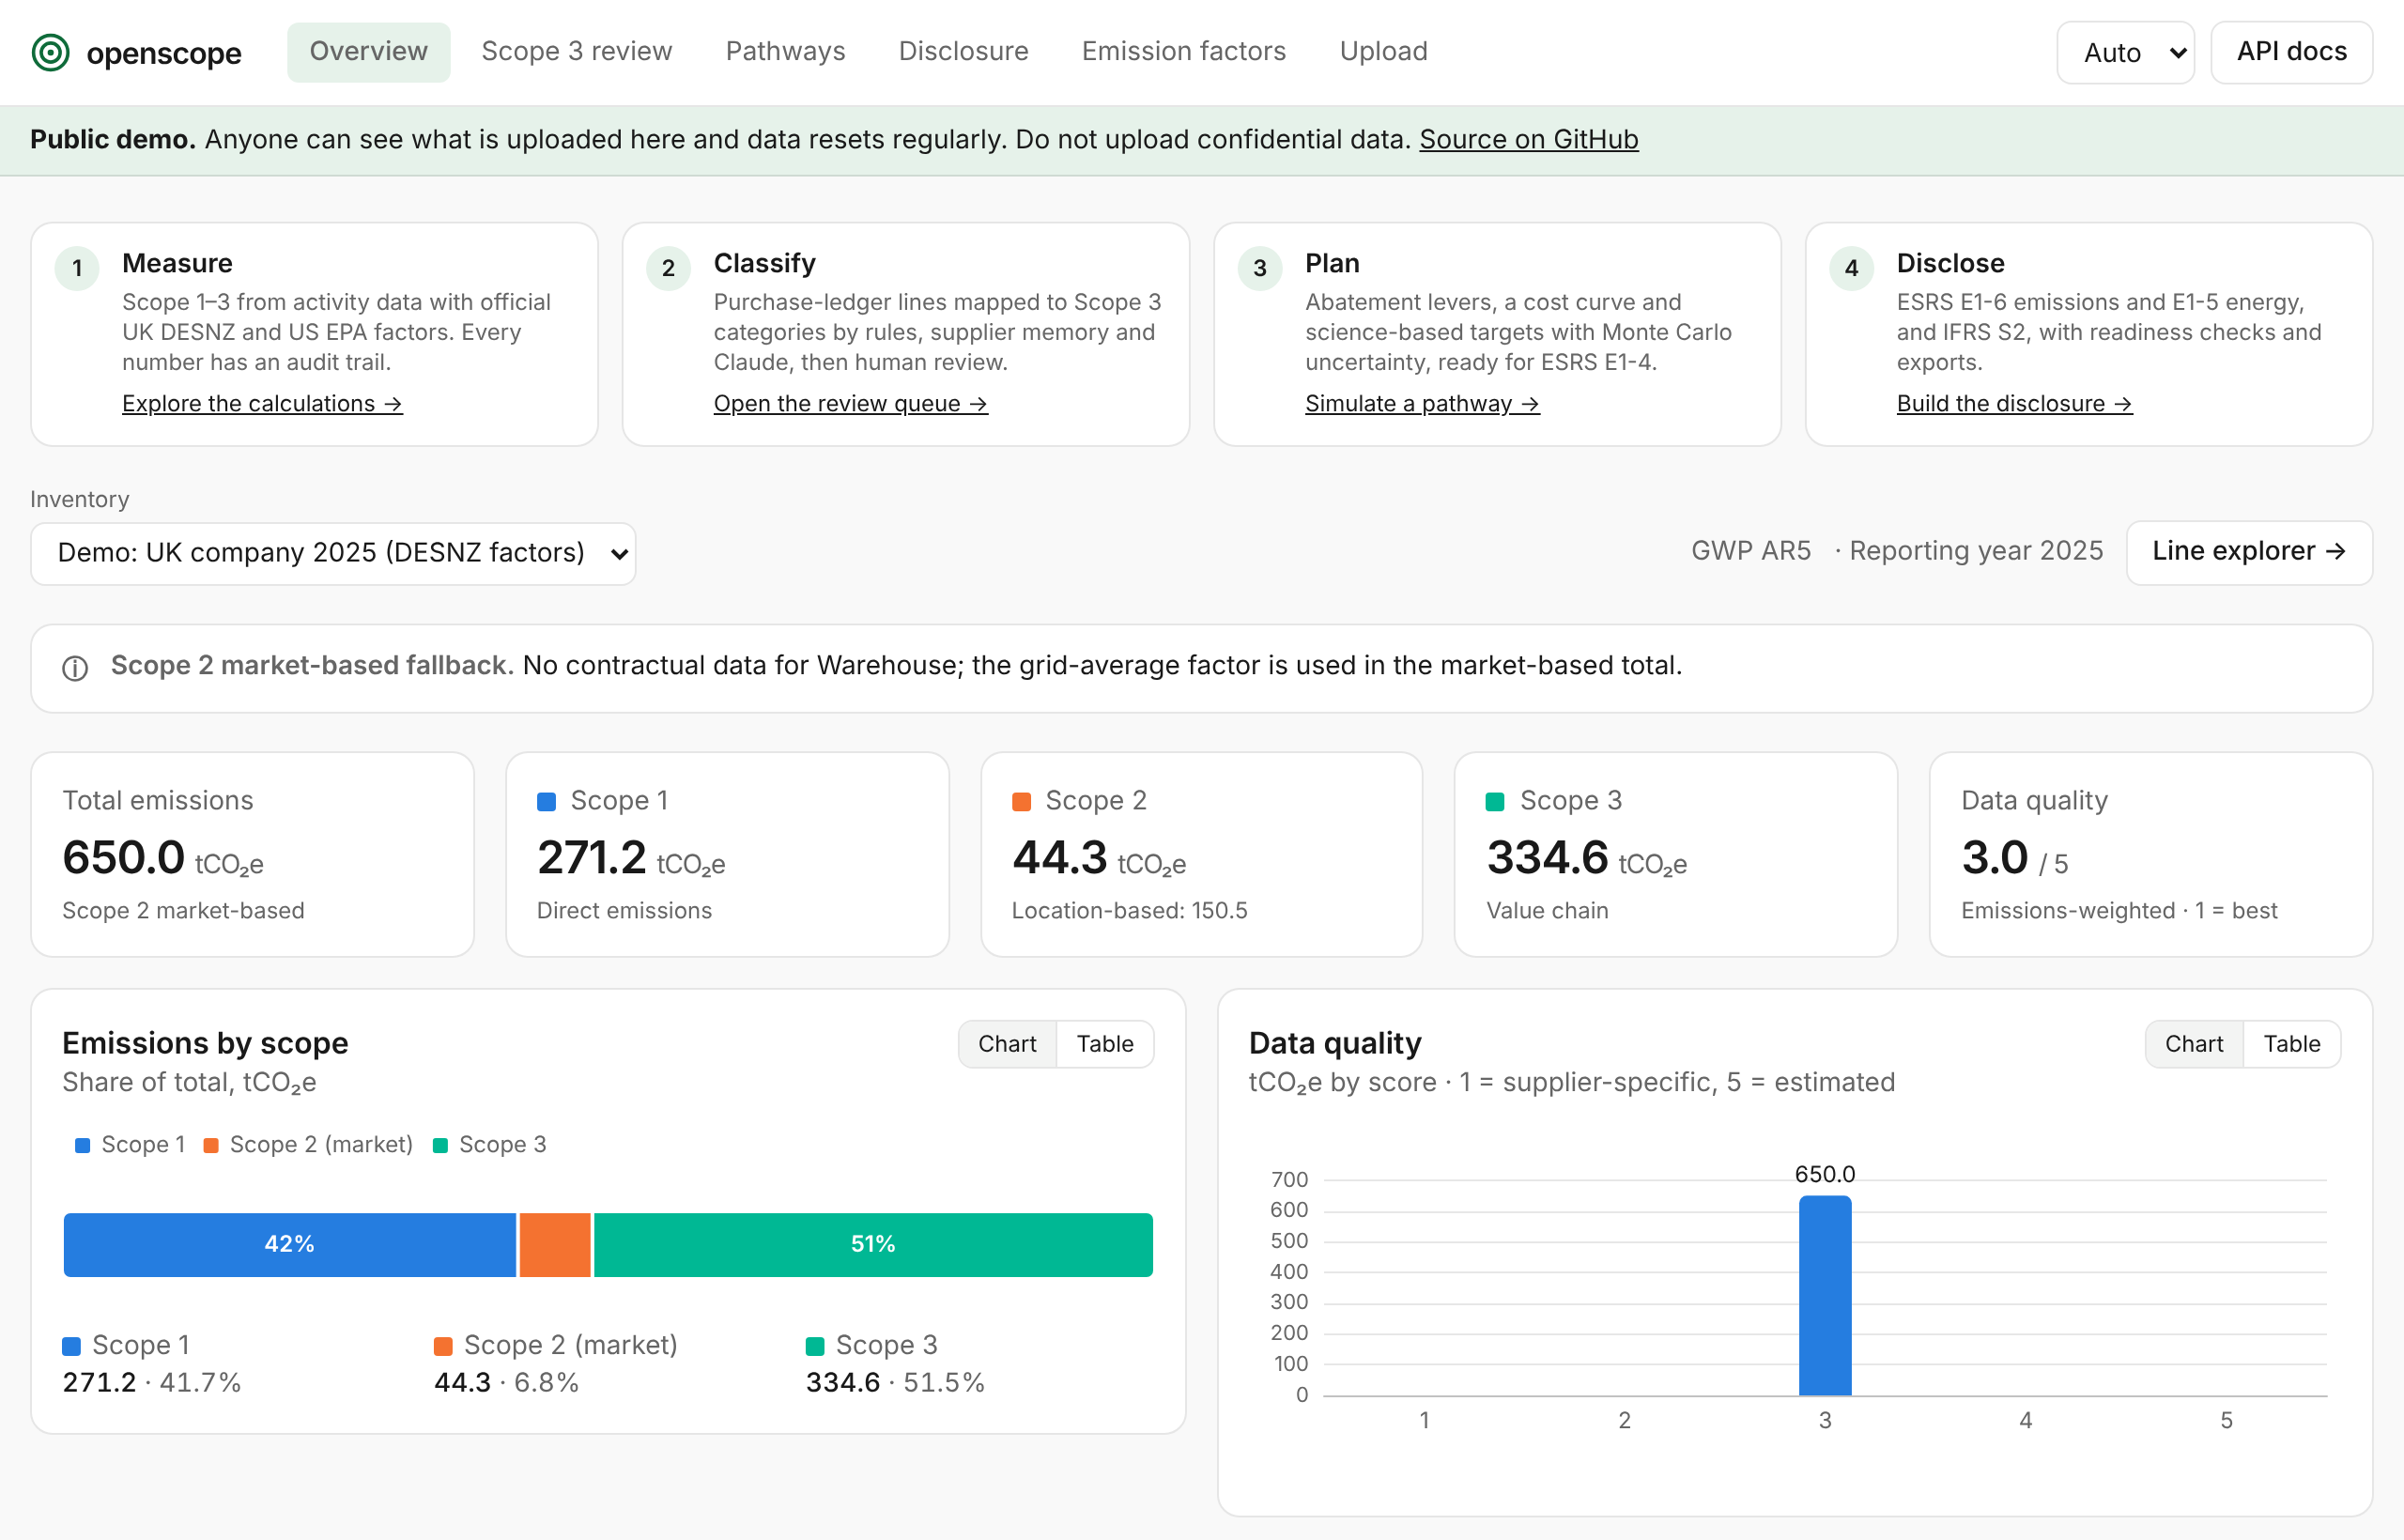 openscope
Overview
Scope 3 review
Pathways
Disclosure
Emission factors
Upload
Auto
API docs
Public demo. Anyone can see what is uploaded here and data resets regularly. Do not upload confidential data. Source on GitHub
1
Measure
Scope 1–3 from activity data with official
UK DESNZ and US EPA factors. Every
number has an audit trail.
Explore the calculations →
2
Classify
Purchase-ledger lines mapped to Scope 3
categories by rules, supplier memory and
Claude, then human review.
Open the review queue →
3
Plan
Abatement levers, a cost curve and
science-based targets with Monte Carlo
uncertainty, ready for ESRS E1-4.
Simulate a pathway →
4
Disclose
ESRS E1-6 emissions and E1-5 energy,
and IFRS S2, with readiness checks and
exports.
Build the disclosure →
Inventory
Demo: UK company 2025 (DESNZ factors)
GWP AR5 · Reporting year 2025
Line explorer →
Scope 2 market-based fallback. No contractual data for Warehouse; the grid-average factor is used in the market-based total.
Total emissions
650.0 tCO₂e
Scope 2 market-based
Scope 1
271.2 tCO₂e
Direct emissions
Scope 2
44.3 tCO₂e
Location-based: 150.5
Scope 3
334.6 tCO₂e
Value chain
Data quality
3.0 / 5
Emissions-weighted · 1 = best
Emissions by scope
Share of total, tCO₂e
Chart
Table
Scope 1
Scope 2 (market)
Scope 3
42%
51%
Scope 1
271.2 · 41.7%
Scope 2 (market)
44.3 · 6.8%
Scope 3
334.6 · 51.5%
Data quality
tCO₂e by score · 1 = supplier-specific, 5 = estimated
Chart
Table
650.0
700
600
500
400
300
200
100
0
1
2
3
4
5